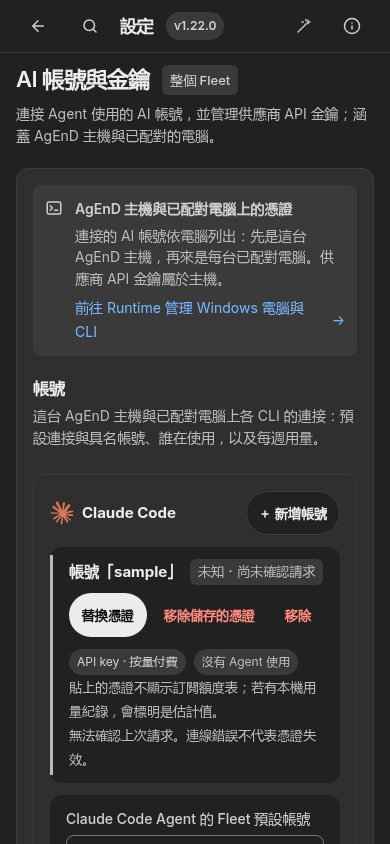 設定 v1.22.0
AI 帳號與金鑰 整個 Fleet
連接 Agent 使用的 AI 帳號，並管理供應商 API 金鑰；涵
蓋 AgEnD 主機與已配對的電腦。
AgEnD 主機與已配對電腦上的憑證
連接的 AI 帳號依電腦列出：先是這台
AgEnD 主機，再來是每台已配對電腦。供
應商 API 金鑰屬於主機。
前往 Runtime 管理 Windows 電腦與
CLI →
帳號
這台 AgEnD 主機與已配對電腦上各 CLI 的連接：預
設連接與具名帳號、誰在使用，以及每週用量。
Claude Code + 新增帳號
帳號「sample」 未知 · 尚未確認請求
替換憑證 移除儲存的憑證 移除
API key · 按量付費 沒有 Agent 使用
貼上的憑證不顯示訂閱額度表；若有本機用
量紀錄，會標明是估計值。
無法確認上次請求。連線錯誤不代表憑證失
效。
Claude Code Agent 的 Fleet 預設帳號